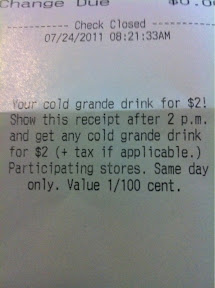 Change Due $0.0
Check Closed
07/24/2011 08:21:33AM
Your cold grande drink for $2!
Show this receipt after 2 p.m.
and get any cold grande drink
for $2 (+ tax if applicable.)
Participating stores. Same day
only. Value 1/100 cent.